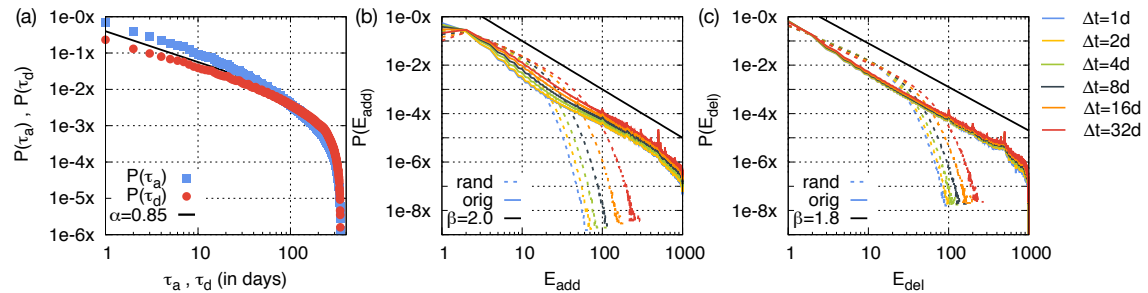 (a)
P(τa) , P(τd)
1e-0x
1e-1x
1e-2x
1e-3x
1e-4x
1e-5x
1e-6x
P(τa)
P(τd)
α=0.85
1 10 100
τa , τd (in days)
(b)
P(Eadd)
1e-0x
1e-2x
1e-4x
1e-6x
1e-8x
rand
orig
β=2.0
1 10 100 1000
Eadd
(c)
P(Edel)
1e-0x
1e-2x
1e-4x
1e-6x
1e-8x
rand
orig
β=1.8
1 10 100 1000
Edel
Δt=1d
Δt=2d
Δt=4d
Δt=8d
Δt=16d
Δt=32d